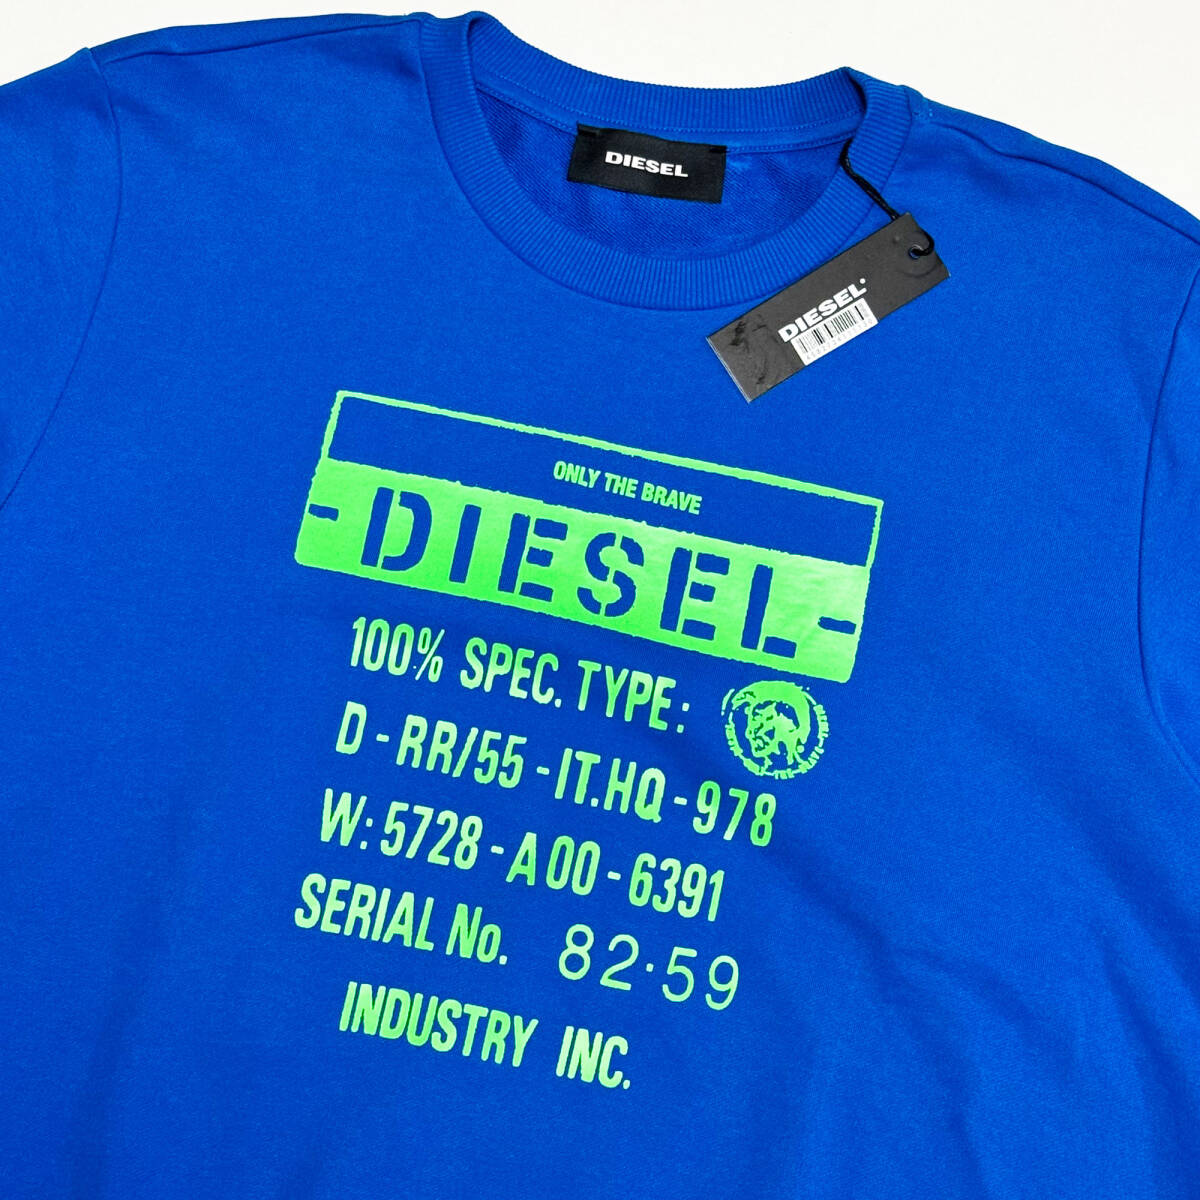 DIESEL
DIESEL
ONLY THE BRAVE
-DIESEL-
100% SPEC. TYPE:
D-RR/55-IT.HQ-978
W:5728-A00-6391
SERIAL No. 82·59
INDUSTRY INC.